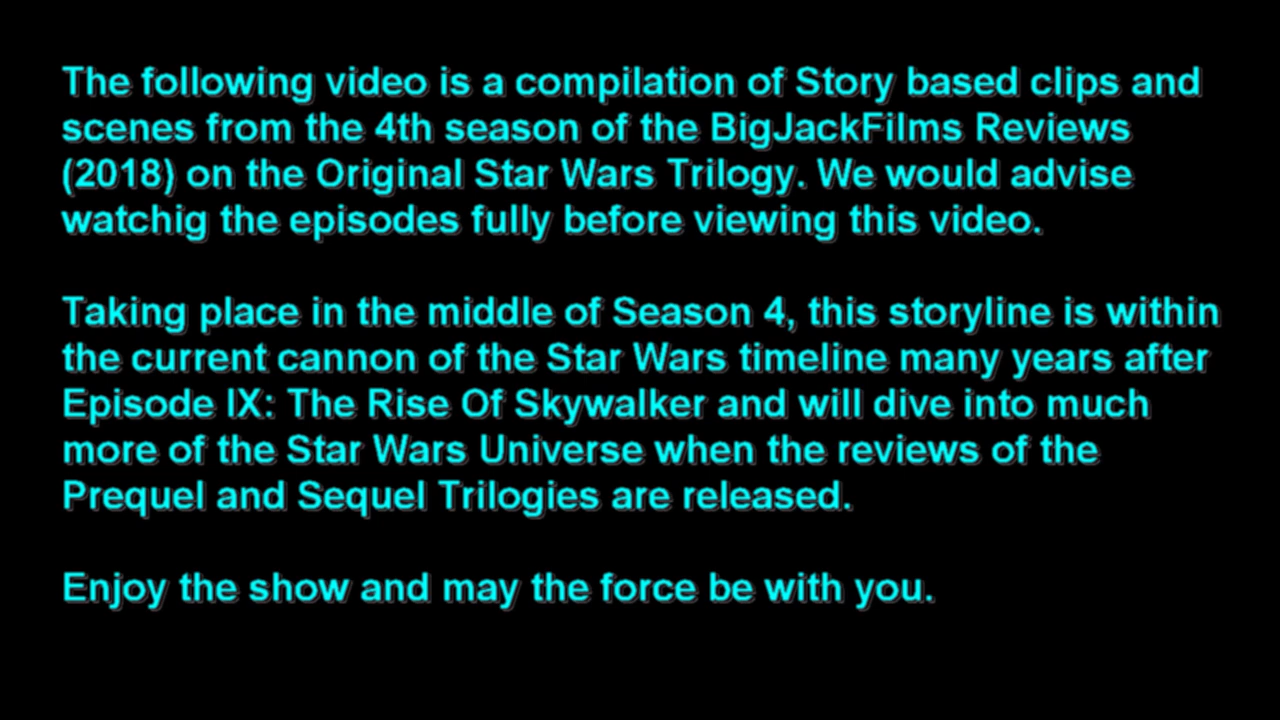 The following video is a compilation of Story based clips and
scenes from the 4th season of the BigJackFilms Reviews
(2018) on the Original Star Wars Trilogy. We would advise
watchig the episodes fully before viewing this video.
Taking place in the middle of Season 4, this storyline is within
the current cannon of the Star Wars timeline many years after
Episode IX: The Rise Of Skywalker and will dive into much
more of the Star Wars Universe when the reviews of the
Prequel and Sequel Trilogies are released.
Enjoy the show and may the force be with you.